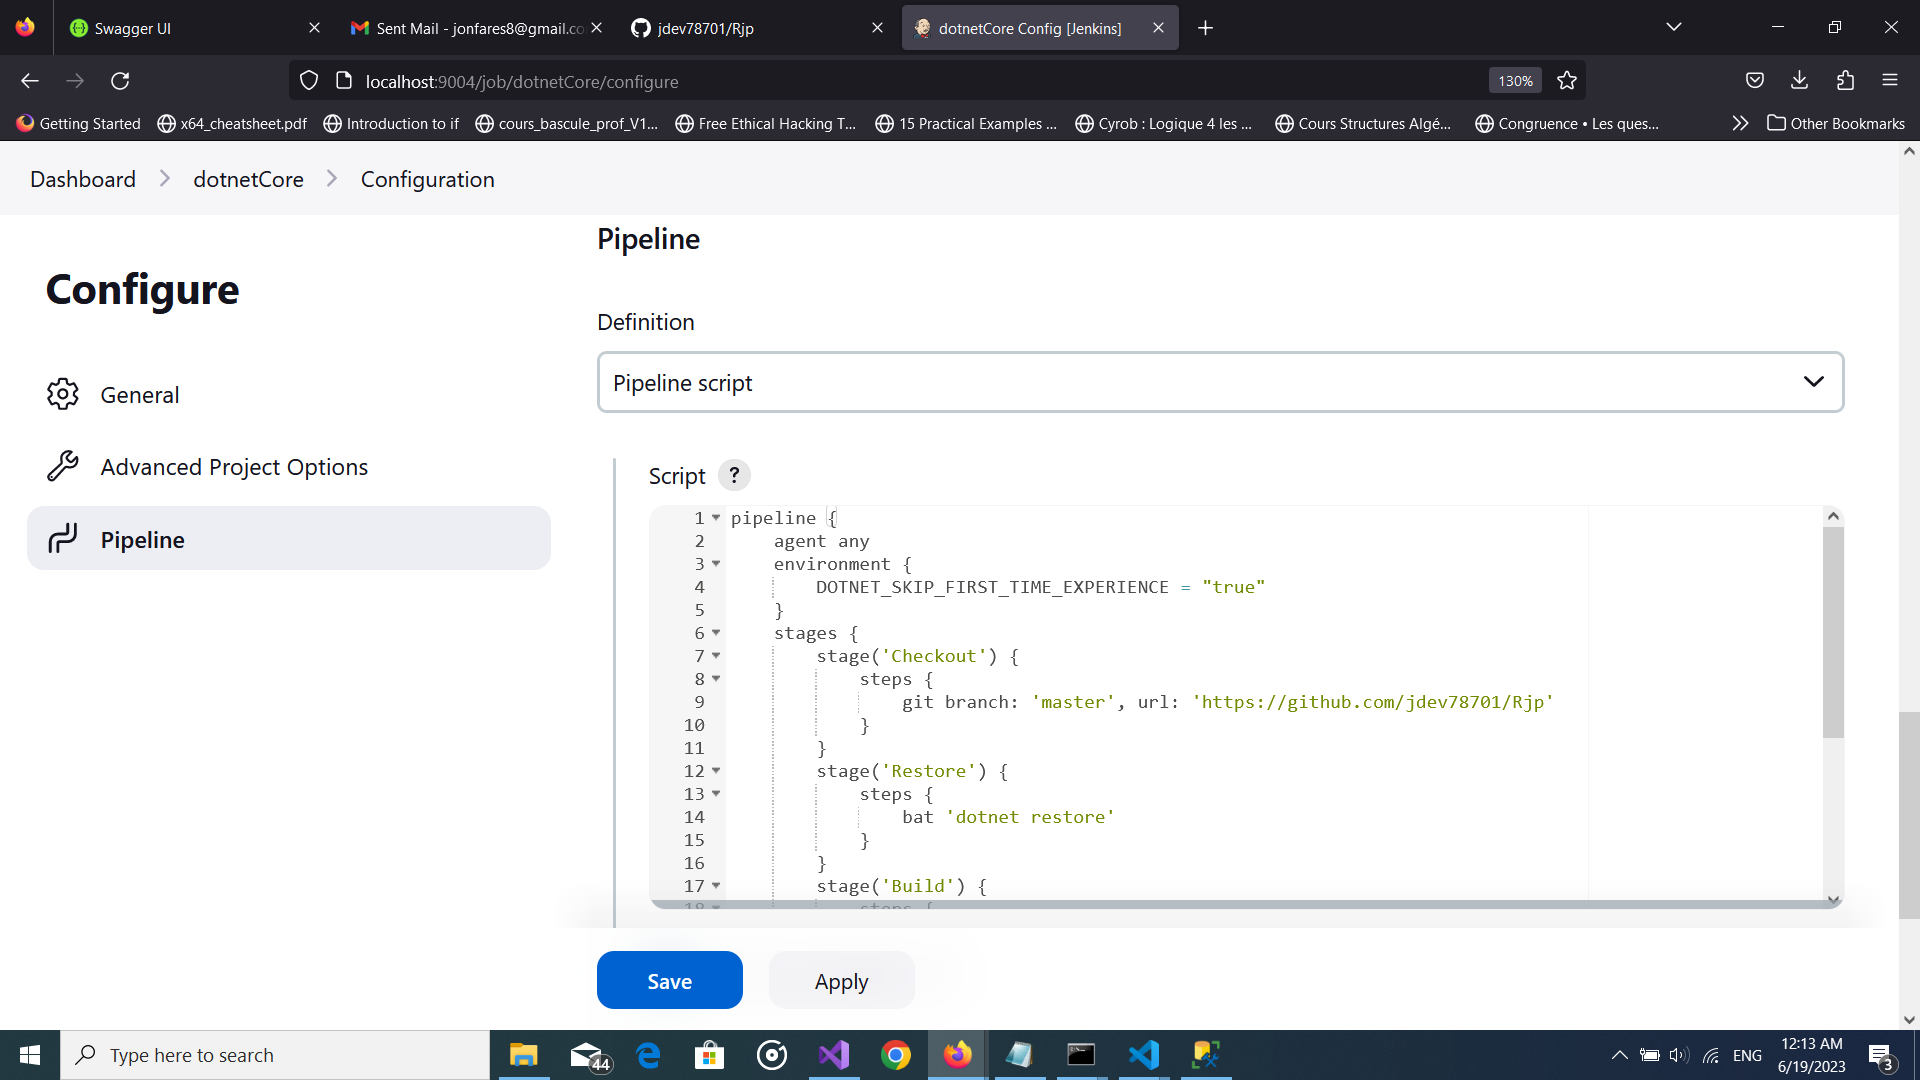 Swagger UI
Sent Mail - jonfares8@gmail.co
jdev78701/Rjp
dotnetCore Config [Jenkins]
localhost:9004/job/dotnetCore/configure
130%
Getting Started
x64_cheatsheet.pdf
Introduction to if
cours_bascule_prof_V1...
Free Ethical Hacking T...
15 Practical Examples ...
Cyrob : Logique 4 les ...
Cours Structures Algé...
Congruence • Les ques...
Other Bookmarks
Dashboard
dotnetCore
Configuration
Configure
General
Advanced Project Options
Pipeline
Pipeline
Definition
Pipeline script
Script ?
1 pipeline {
2 agent any
3 environment {
4 DOTNET_SKIP_FIRST_TIME_EXPERIENCE = "true"
5 }
6 stages {
7 stage('Checkout') {
8 steps {
9 git branch: 'master', url: 'https://github.com/jdev78701/Rjp'
10 }
11 }
12 stage('Restore') {
13 steps {
14 bat 'dotnet restore'
15 }
16 }
17 stage('Build') {
18 steps {
Save
Apply
Type here to search
44
ENG
12:13 AM
6/19/2023
3